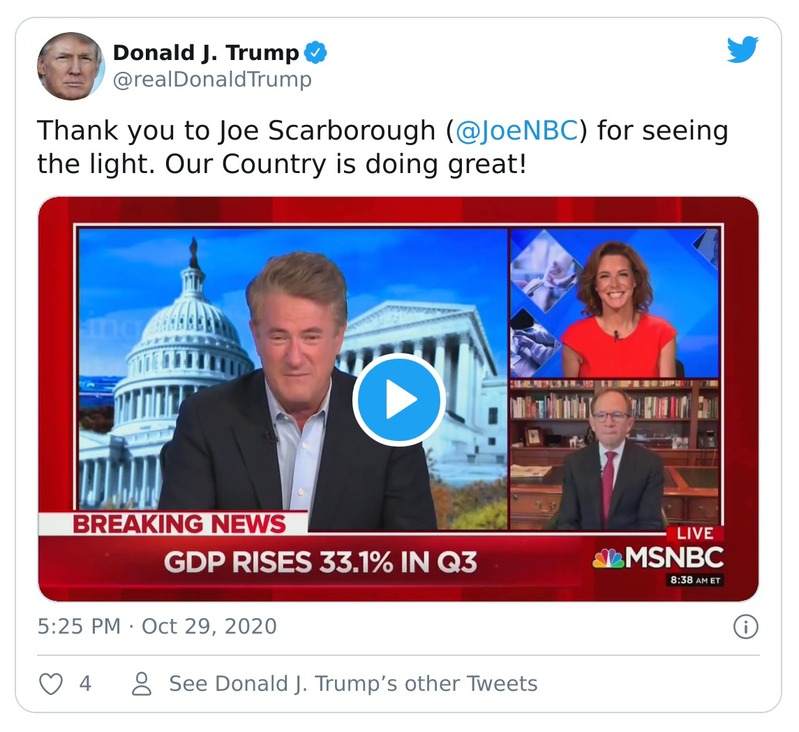 Donald J. Trump
@realDonaldTrump
Thank you to Joe Scarborough (@JoeNBC) for seeing
the light. Our Country is doing great!
BREAKING NEWS
GDP RISES 33.1% IN Q3
LIVE
MSNBC
8:38 AM ET
5:25 PM · Oct 29, 2020
4
See Donald J. Trump’s other Tweets